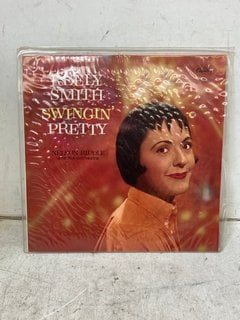 KEELY
SMITH
SWINGIN'
PRETTY
NELSON RIDDLE